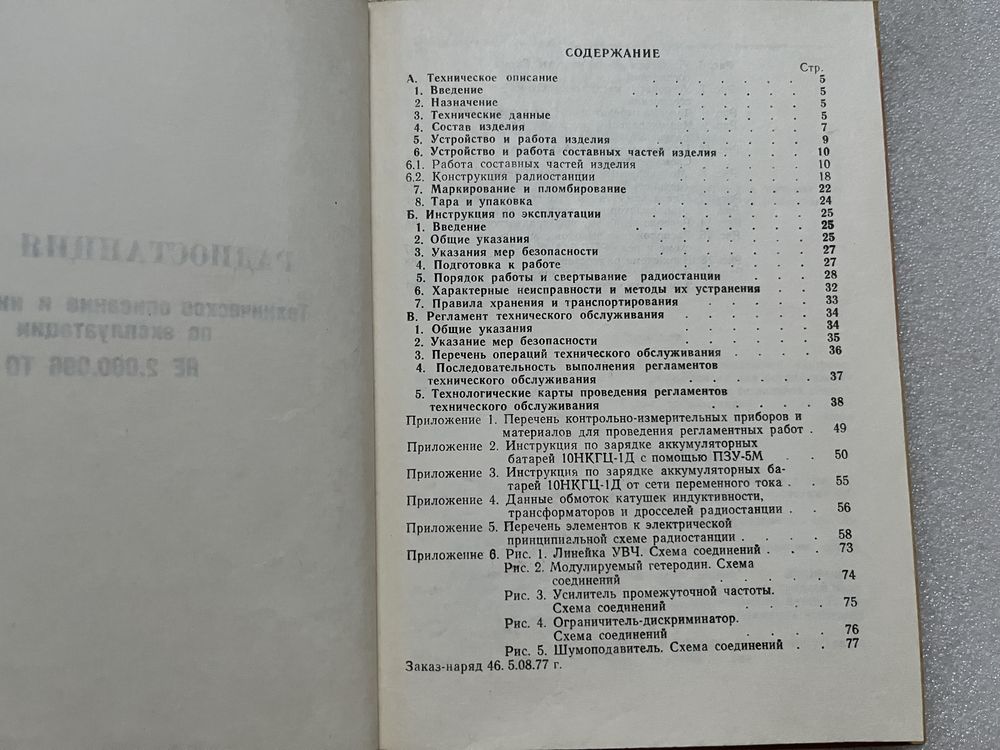 РАДИОСТАНЦИЯ
Техническое описание и ин
по эксплуатации
ТО
СОДЕРЖАНИЕ
Стр.
А. Техническое описание . . . . . . . 5
1. Введение . . . . . . . . 5
2. Назначение . . . . . . . 5
3. Технические данные . . . . . . . 5
4. Состав изделия . . . . . . . 7
5. Устройство и работа изделия . . . . . 9
6. Устройство и работа составных частей изделия . . . . 10
6.1. Работа составных частей изделия . . . . . 10
6.2. Конструкция радиостанции . . . . . 18
7. Маркирование и пломбирование . . . . . 22
8. Тара и упаковка . . . . . . 24
Б. Инструкция по эксплуатации . . . . . . 25
1. Введение . . . . . . . 25
2. Общие указания . . . . . . 25
3. Указания мер безопасности . . . . . . 27
4. Подготовка к работе . . . . . . 27
5. Порядок работы и свертывание радиостанции . . . 28
6. Характерные неисправности и методы их устранения . . 32
7. Правила хранения и транспортирования . . . . 33
В. Регламент технического обслуживания . . . . . 34
1. Общие указания . . . . . . 34
2. Указание мер безопасности . . . . . . 35
3. Перечень операций технического обслуживания . . . . 36
4. Последовательность выполнения регламентов
технического обслуживания . . . . . . 37
5. Технологические карты проведения регламентов
технического обслуживания . . . . . 38
Приложение 1. Перечень контрольно-измерительных приборов и
материалов для проведения регламентных работ . 49
Приложение 2. Инструкция по зарядке аккумуляторных
батарей 10НКГЦ-1Д с помощью ПЗУ-5М . . 50
Приложение 3. Инструкция по зарядке аккумуляторных ба-
тарей 10НКГЦ-1Д от сети переменного тока . . 55
Приложение 4. Данные обмоток катушек индуктивности,
трансформаторов и дросселей радиостанции . . 56
Приложение 5. Перечень элементов к электрической
принципиальной схеме радиостанции . . . . 58
Приложение 6. Рис. 1. Линейка УВЧ. Схема соединений . . . 73
Рис. 2. Модулируемый гетеродин. Схема
соединений . . . . . 74
Рис. 3. Усилитель промежуточной частоты.
Схема соединений . . . . 75
Рис. 4. Ограничитель-дискриминатор.
Схема соединений . . . . 76
Рис. 5. Шумоподавитель. Схема соединений . . 77
Заказ-наряд 46. 5.08.77 г.